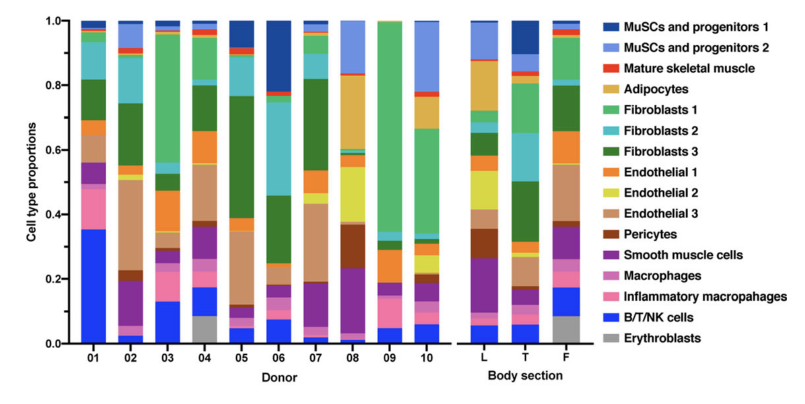 1.0
0.8
0.6
0.4
0.2
0.0
Cell type proportions
01 02 03 04 05 06 07 08 09 10
Donor
L T F
Body section
MuSCs and progenitors 1
MuSCs and progenitors 2
Mature skeletal muscle
Adipocytes
Fibroblasts 1
Fibroblasts 2
Fibroblasts 3
Endothelial 1
Endothelial 2
Endothelial 3
Pericytes
Smooth muscle cells
Macrophages
Inflammatory macropahages
B/T/NK cells
Erythroblasts